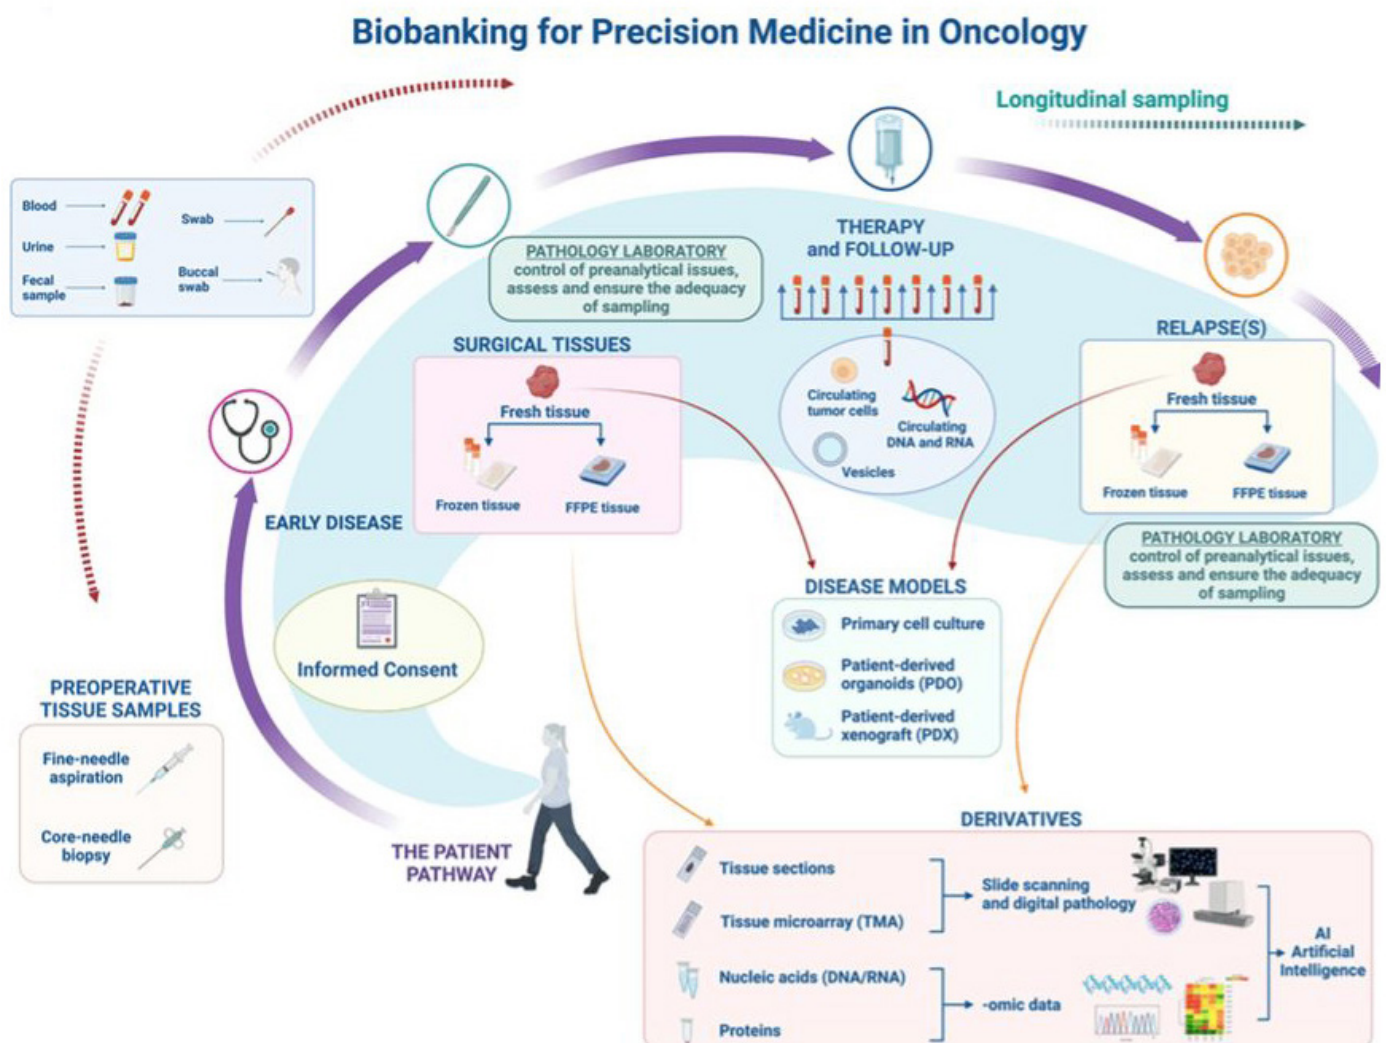 Biobanking for Precision Medicine in Oncology
Longitudinal sampling
Blood
Urine
Fecal
sample
Swab
Buccal
swab
PATHOLOGY LABORATORY
control of preanalytical issues,
assess and ensure the adequacy
of sampling
THERAPY
and FOLLOW-UP
Circulating
tumor cells
Circulating
DNA and RNA
Vesicles
SURGICAL TISSUES
Fresh tissue
Frozen tissue
FFPE tissue
RELAPSE(S)
Fresh tissue
Frozen tissue
FFPE tissue
PATHOLOGY LABORATORY
control of preanalytical issues,
assess and ensure the adequacy
of sampling
EARLY DISEASE
Informed Consent
DISEASE MODELS
Primary cell culture
Patient-derived
organoids (PDO)
Patient-derived
xenograft (PDX)
PREOPERATIVE
TISSUE SAMPLES
Fine-needle
aspiration
Core-needle
biopsy
THE PATIENT
PATHWAY
DERIVATIVES
Tissue sections
Tissue microarray (TMA)
Nucleic acids (DNA/RNA)
Proteins
Slide scanning
and digital pathology
-omic data
AI
Artificial
Intelligence